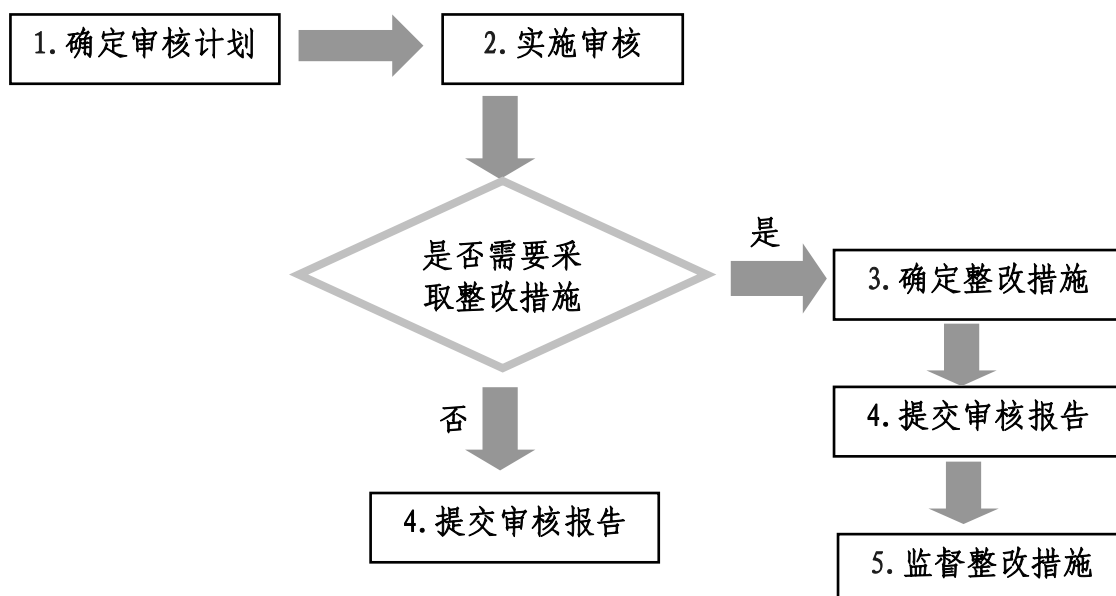 1.确定审核计划
2.实施审核
是否需要采
取整改措施
是
3.确定整改措施
否
4.提交审核报告
4.提交审核报告
5.监督整改措施